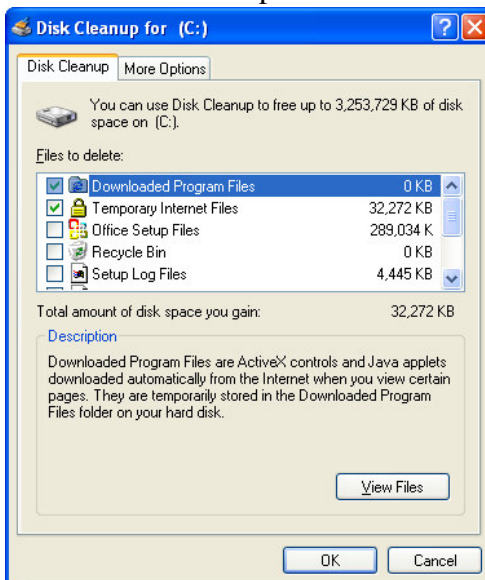 Disk Cleanup for (C:)
Disk Cleanup More Options
You can use Disk Cleanup to free up to 3,253,729 KB of disk
space on (C:).
Files to delete:
Downloaded Program Files 0 KB
Temporary Internet Files 32,272 KB
Office Setup Files 289,034 K
Recycle Bin 0 KB
Setup Log Files 4,445 KB
Total amount of disk space you gain: 32,272 KB
Description
Downloaded Program Files are ActiveX controls and Java applets
downloaded automatically from the Internet when you view certain
pages. They are temporarily stored in the Downloaded Program
Files folder on your hard disk.
View Files
OK Cancel